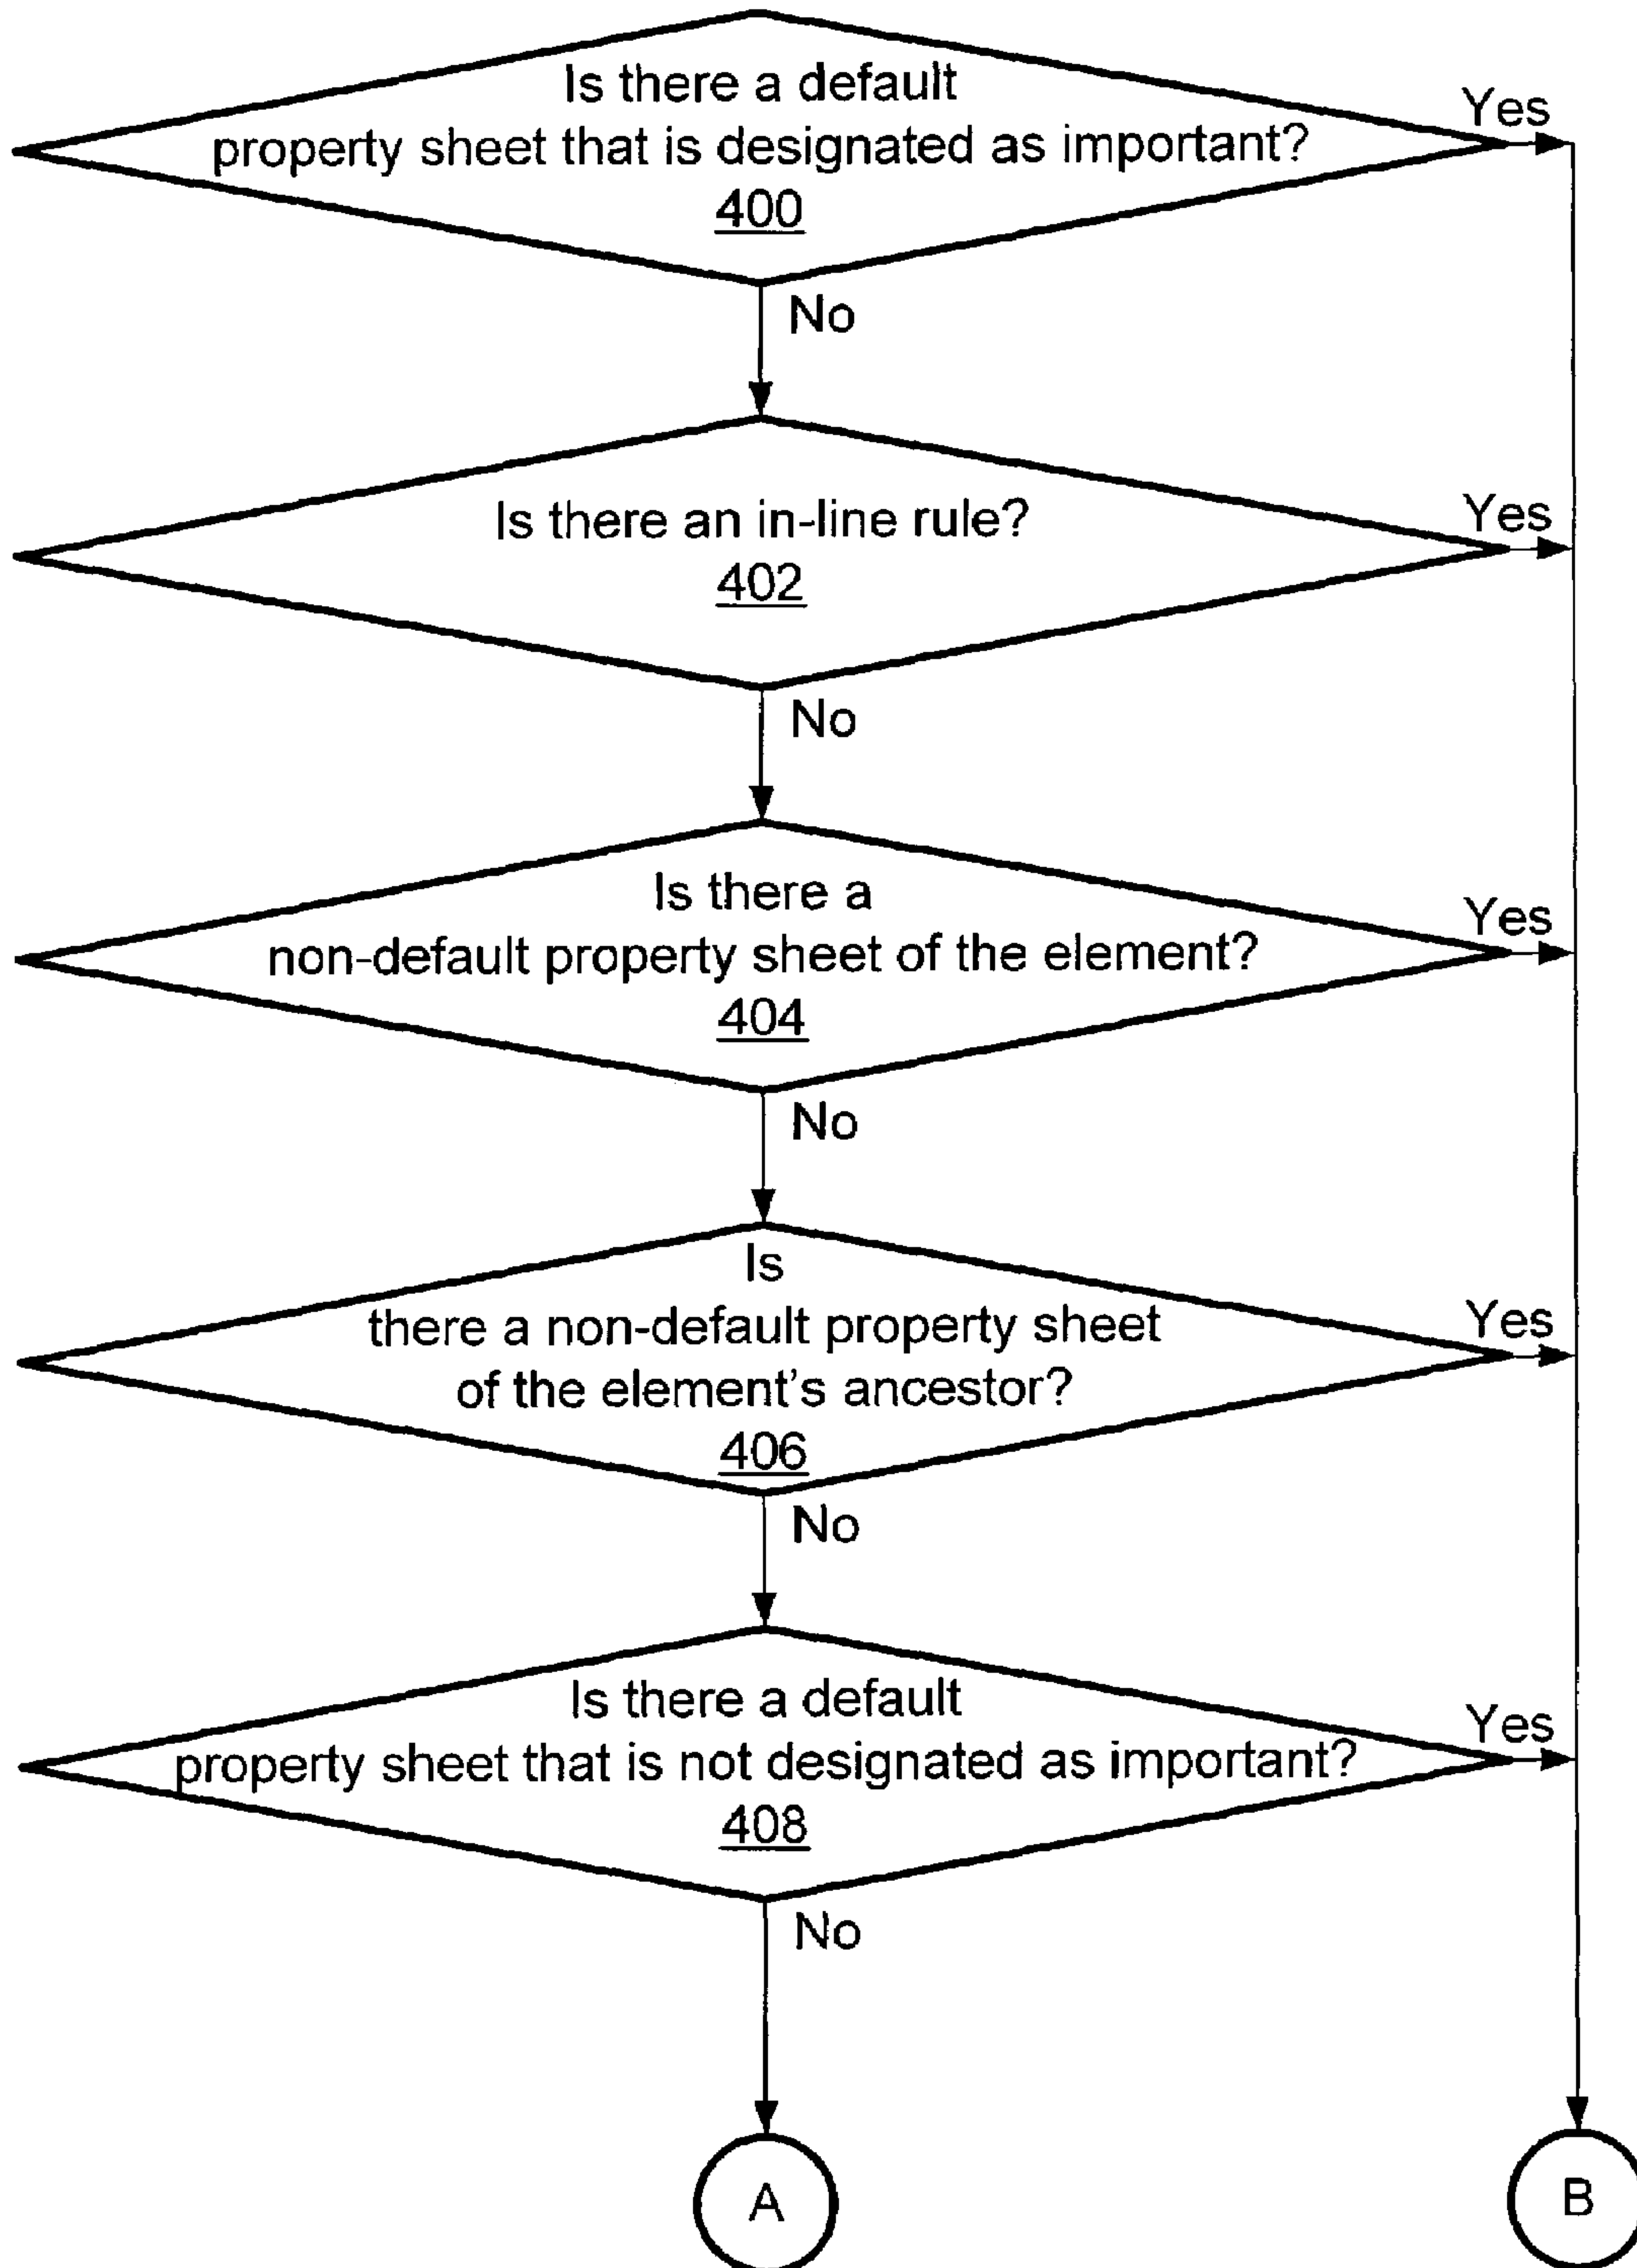 Is there a default
property sheet that is designated as important?
400
Yes
No
Is there an in-line rule?
402
Yes
No
Is there a
non-default property sheet of the element?
404
Yes
No
Is
there a non-default property sheet
of the element's ancestor?
406
Yes
No
Is there a default
property sheet that is not designated as important?
408
Yes
No
A
B